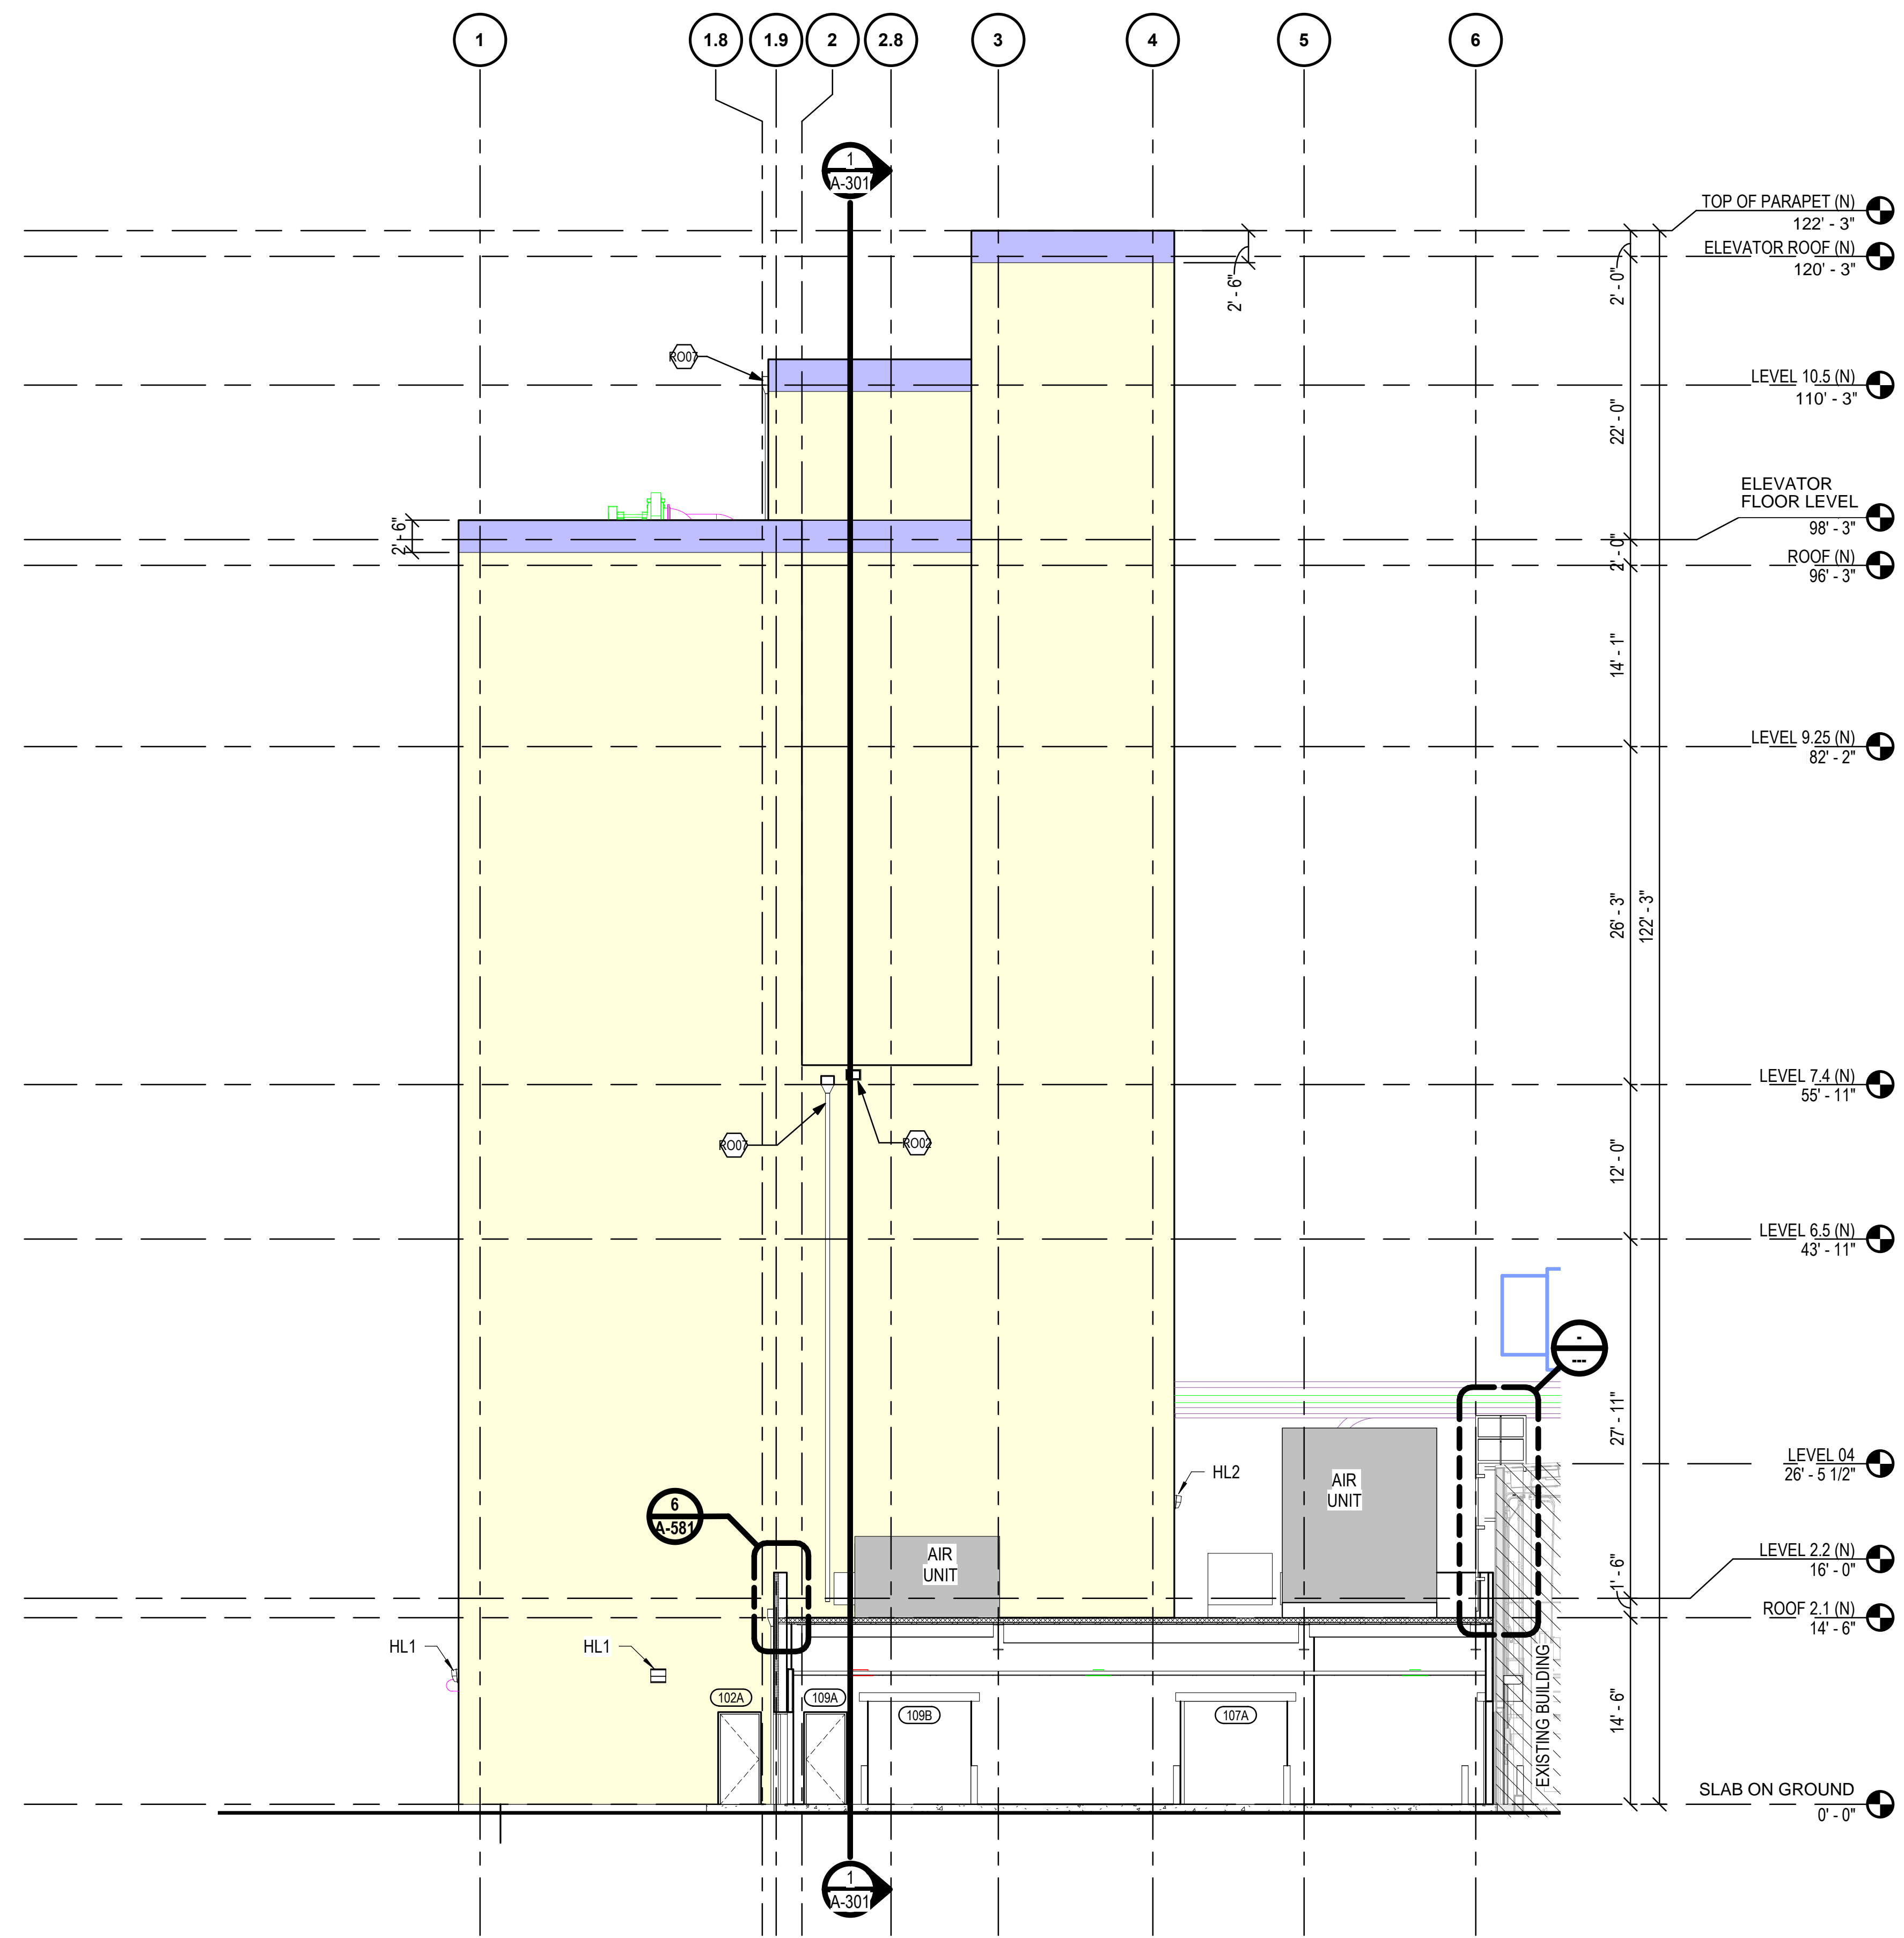 1
1.8
1.9
2
2.8
3
4
5
6
1
A-301
TOP OF PARAPET (N)
122' - 3"
ELEVATOR ROOF (N)
120' - 3"
2' - 6"
2' - 0"
RO07
LEVEL 10.5 (N)
110' - 3"
22' - 0"
ELEVATOR
FLOOR LEVEL
98' - 3"
2' - 6"
2' - 0"
ROOF (N)
96' - 3"
14' - 1"
LEVEL 9.25 (N)
82' - 2"
26' - 3"
122' - 3"
LEVEL 7.4 (N)
55' - 11"
RO07
RO02
12' - 0"
LEVEL 6.5 (N)
43' - 11"
-
---
27' - 11"
LEVEL 04
26' - 5 1/2"
HL2
AIR
UNIT
6
A-581
AIR
UNIT
LEVEL 2.2 (N)
16' - 0"
1' - 6"
ROOF 2.1 (N)
14' - 6"
HL1
HL1
102A
109A
109B
107A
EXISTING BUILDING
14' - 6"
SLAB ON GROUND
0' - 0"
1
A-301